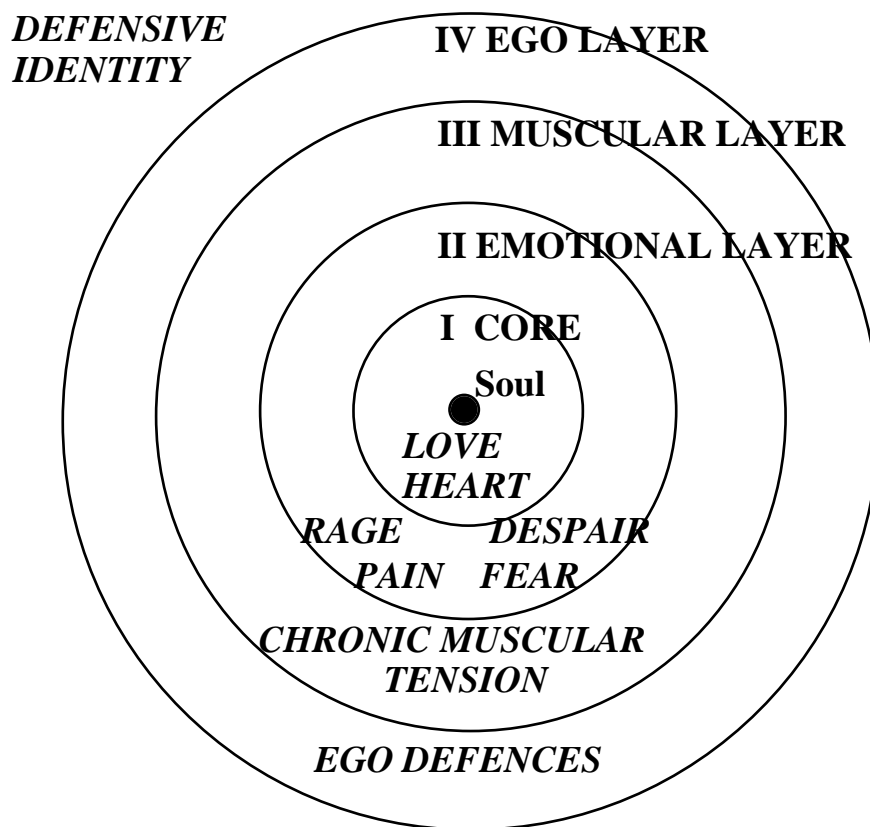 DEFENSIVE
IDENTITY
IV EGO LAYER
III MUSCULAR LAYER
II EMOTIONAL LAYER
I CORE
Soul
LOVE
HEART
RAGE DESPAIR
PAIN FEAR
CHRONIC MUSCULAR
TENSION
EGO DEFENCES